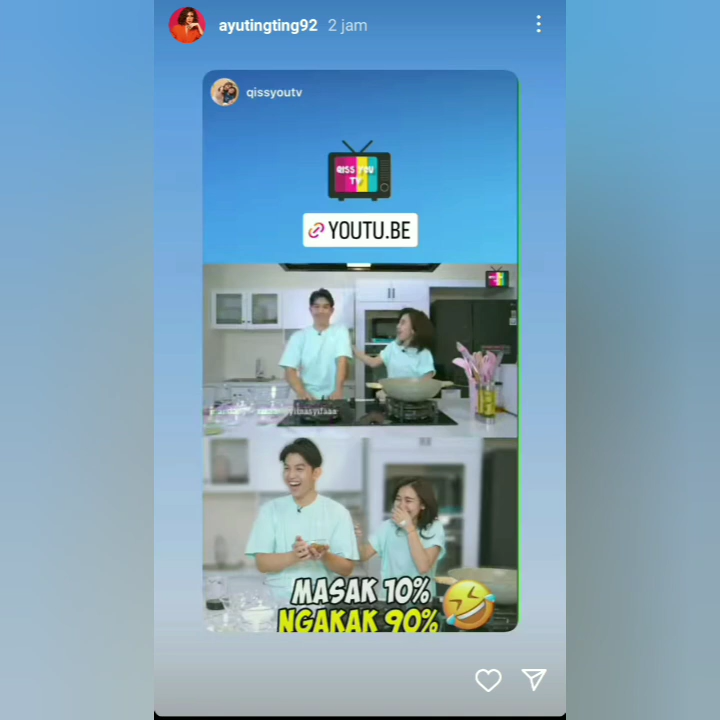 ayutingting92 2 jam
qissyoutv
QISS YOU
TV
YOUTU.BE
MASAK 10%
NGAKAK 90%